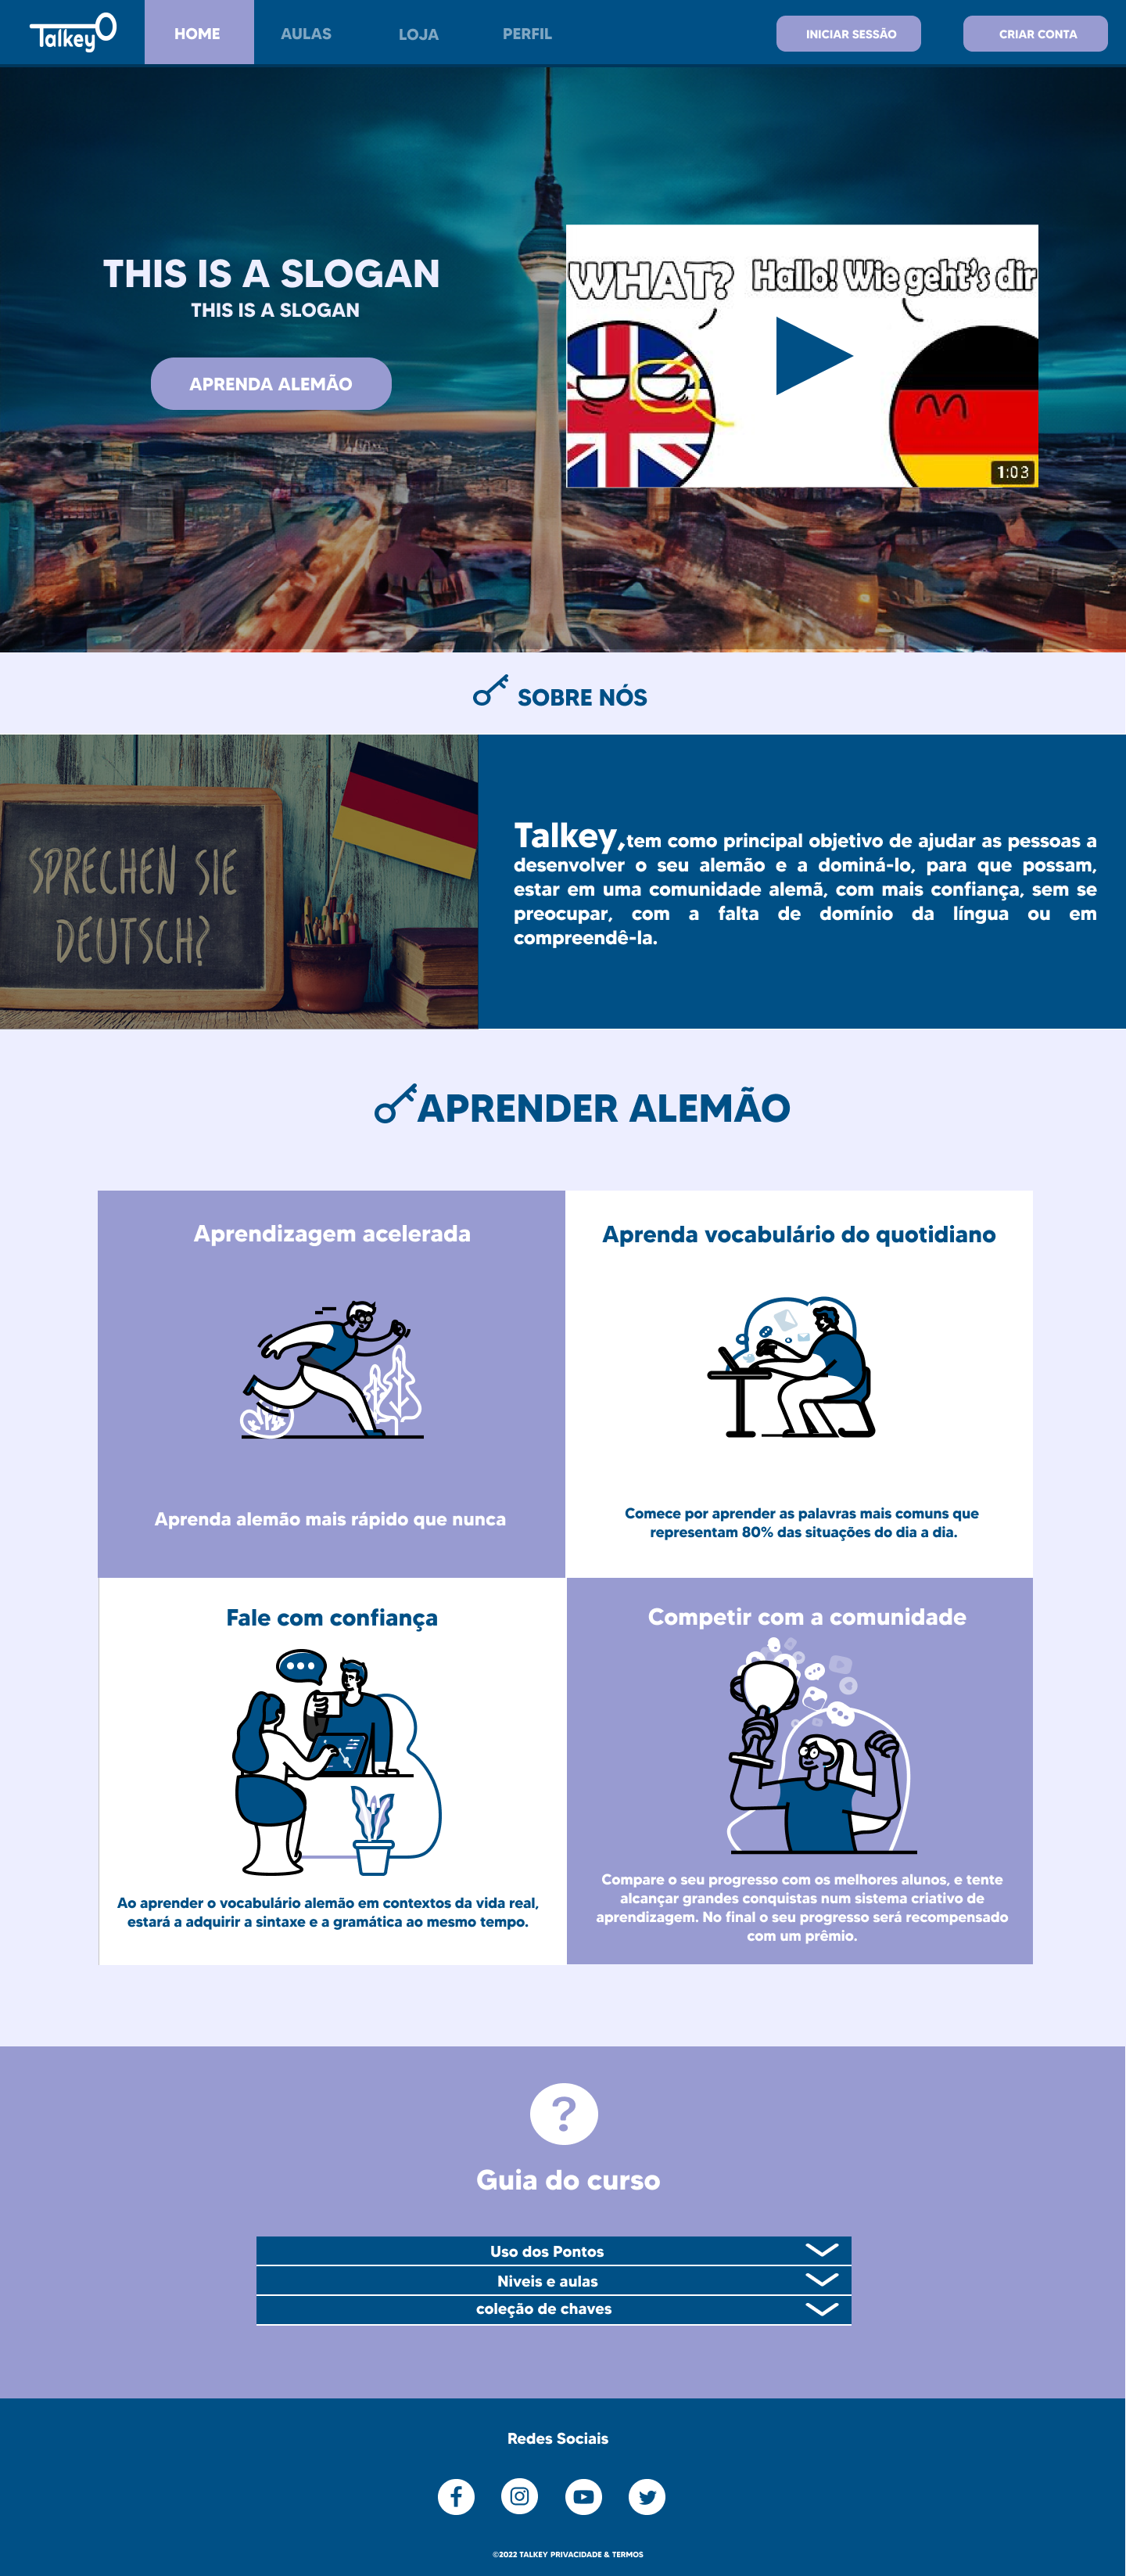 Talkey
HOME
AULAS
LOJA
PERFIL
INICIAR SESSÃO
CRIAR CONTA
THIS IS A SLOGAN
THIS IS A SLOGAN
APRENDA ALEMÃO
WHAT?
Hallo! Wie geht's dir
1:03
SOBRE NÓS
SPRECHEN SIE
DEUTSCH?
Talkey,tem como principal objetivo de ajudar as pessoas a
desenvolver o seu alemão e a dominá-lo, para que possam,
estar em uma comunidade alemã, com mais confiança, sem se
preocupar, com a falta de domínio da língua ou em
compreendê-la.
APRENDER ALEMÃO
Aprendizagem acelerada
Aprenda alemão mais rápido que nunca
Aprenda vocabulário do quotidiano
Comece por aprender as palavras mais comuns que
representam 80% das situações do dia a dia.
Fale com confiança
Ao aprender o vocabulário alemão em contextos da vida real,
estará a adquirir a sintaxe e a gramática ao mesmo tempo.
Competir com a comunidade
Compare o seu progresso com os melhores alunos, e tente
alcançar grandes conquistas num sistema criativo de
aprendizagem. No final o seu progresso será recompensado
com um prêmio.
?
Guia do curso
Uso dos Pontos
Niveis e aulas
coleção de chaves
Redes Sociais
©2022 TALKEY PRIVACIDADE & TERMOS